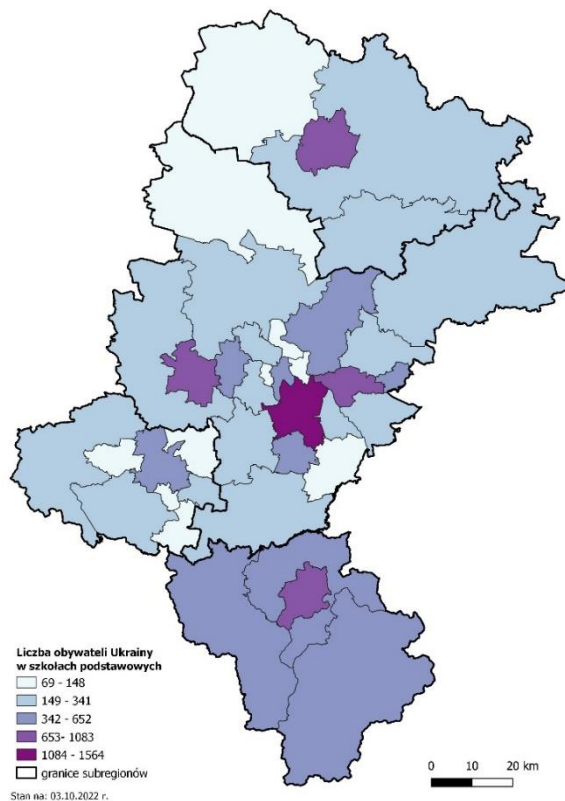 Liczba obywateli Ukrainy
w szkołach podstawowych
69 - 148
149 - 341
342 - 652
653 - 1083
1084 - 1564
granice subregionów
0 10 20 km
Stan na: 03.10.2022 r.